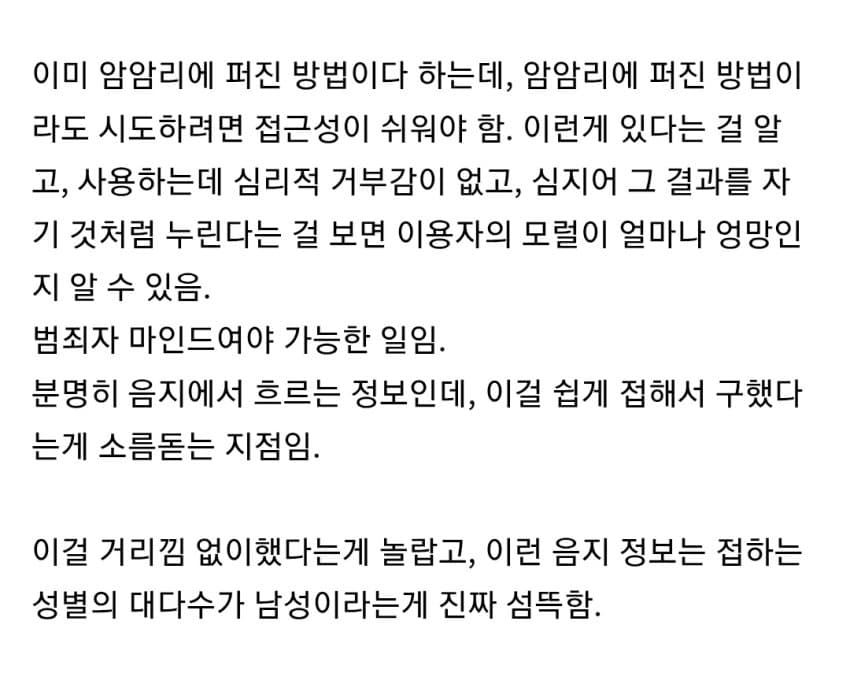 이미 암암리에 퍼진 방법이다 하는데, 암암리에 퍼진 방법이
라도 시도하려면 접근성이 쉬워야 함. 이런게 있다는 걸 알
고, 사용하는데 심리적 거부감이 없고, 심지어 그 결과를 자
기 것처럼 누린다는 걸 보면 이용자의 모럴이 얼마나 엉망인
지 알 수 있음.
범죄자 마인드여야 가능한 일임.
분명히 음지에서 흐르는 정보인데, 이걸 쉽게 접해서 구했다
는게 소름돋는 지점임.
이걸 거리낌 없이했다는게 놀랍고, 이런 음지 정보는 접하는
성별의 대다수가 남성이라는게 진짜 섬뜩함.